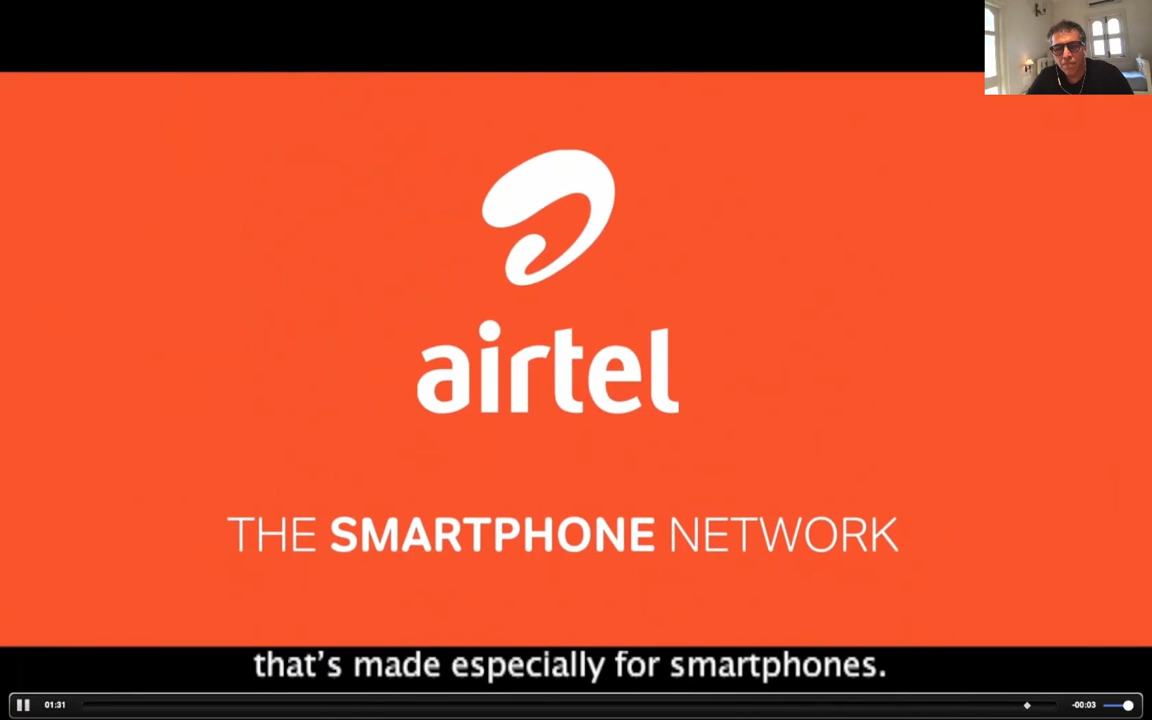 airtel
THE SMARTPHONE NETWORK
that's made especially for smartphones.
01:31
-00:03